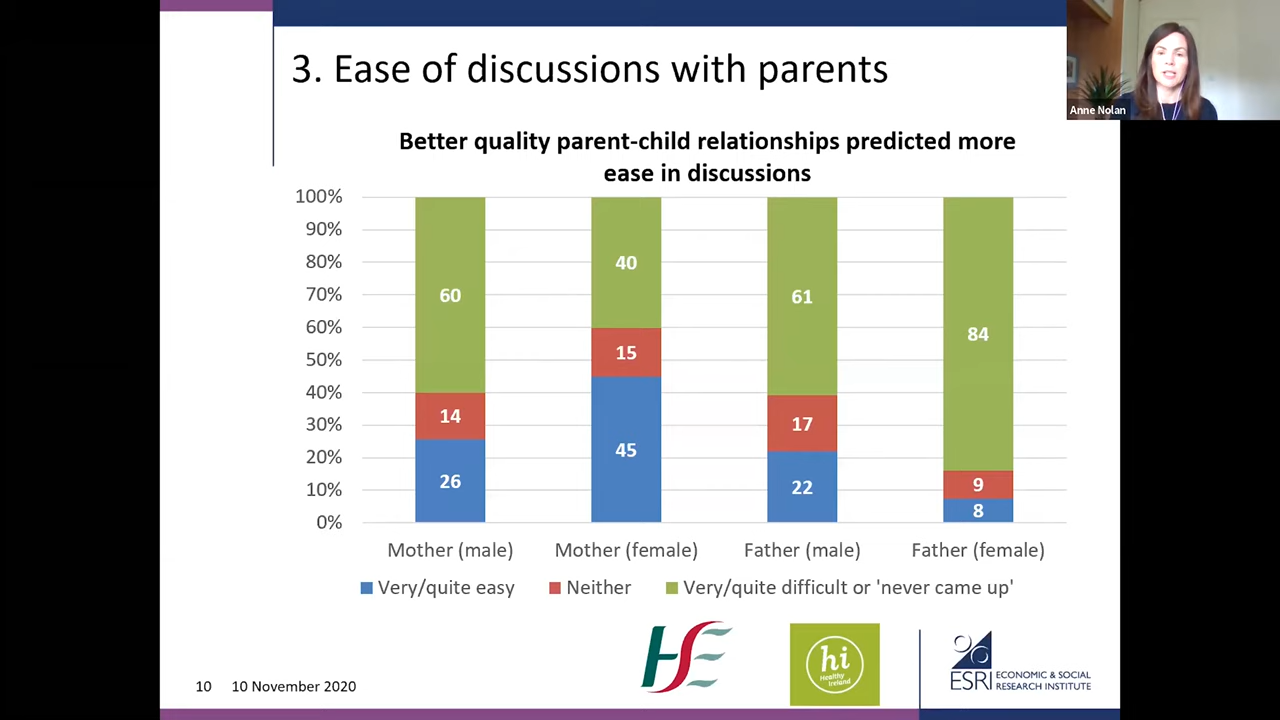 3. Ease of discussions with parents
Anne Nolan
Better quality parent-child relationships predicted more
ease in discussions
100%
90%
80%
70%
60%
50%
40%
30%
20%
10%
0%
60
14
26
40
15
45
61
17
22
84
9
8
Mother (male)
Mother (female)
Father (male)
Father (female)
Very/quite easy
Neither
Very/quite difficult or 'never came up'
HSE
hi
Healthy
Ireland
ESRI
ECONOMIC & SOCIAL
RESEARCH INSTITUTE
10
10 November 2020